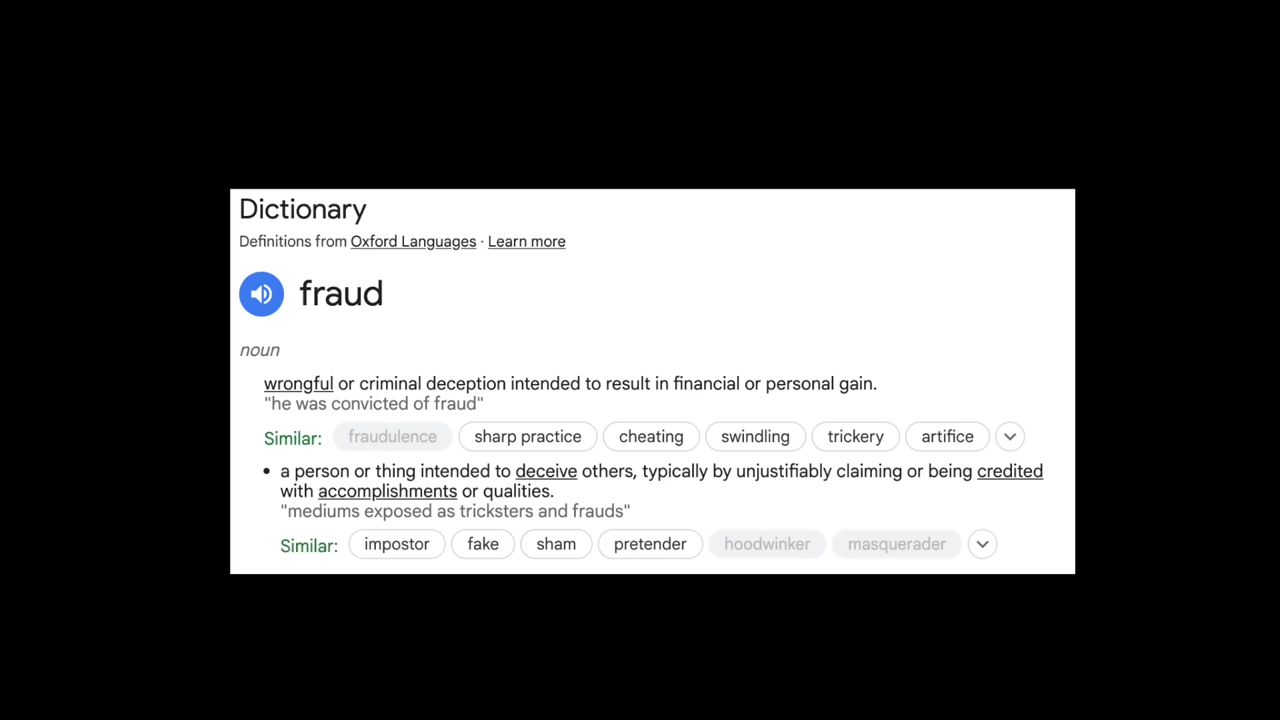 Dictionary
Definitions from Oxford Languages · Learn more
fraud
noun
wrongful or criminal deception intended to result in financial or personal gain.
"he was convicted of fraud"
Similar: fraudulence sharp practice cheating swindling trickery artifice
• a person or thing intended to deceive others, typically by unjustifiably claiming or being credited
with accomplishments or qualities.
"mediums exposed as tricksters and frauds"
Similar: impostor fake sham pretender hoodwinker masquerader